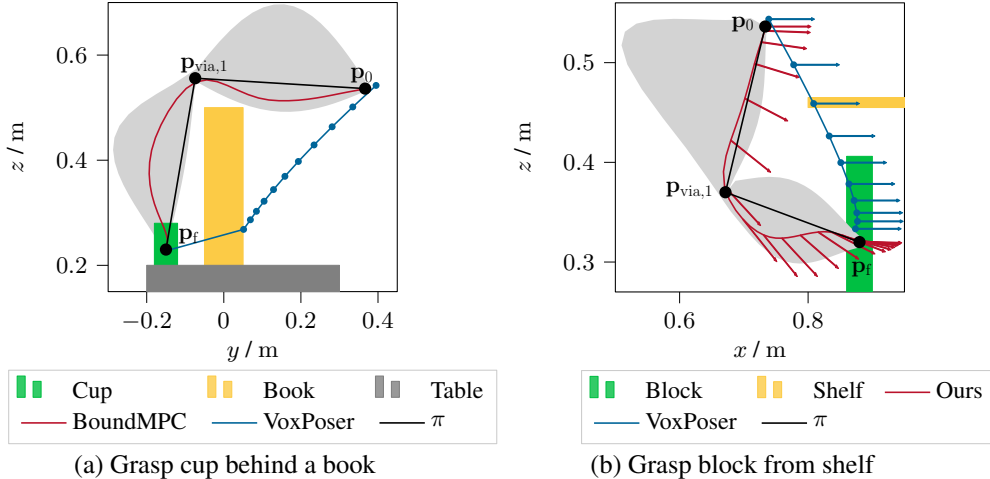 0.6
0.4
0.2
z / m
p_via,1
p_0
p_f
−0.2
0
0.2
0.4
y / m
Cup
Book
Table
BoundMPC
VoxPoser
π
(a) Grasp cup behind a book
0.5
0.4
0.3
z / m
p_0
p_via,1
p_f
0.6
0.8
x / m
Block
Shelf
Ours
VoxPoser
π
(b) Grasp block from shelf